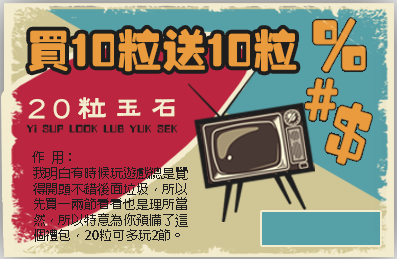 買10粒送10粒
%
#
$
20粒玉石
Yi SUP LOOK LUB YUK SEK
作用：
我明白有時候玩遊戲總是覺
得開頭不錯後面垃圾，所以
先買一兩節看看也是理所當
然，所以特意為你預備了這
個禮包，20粒可多玩2節。